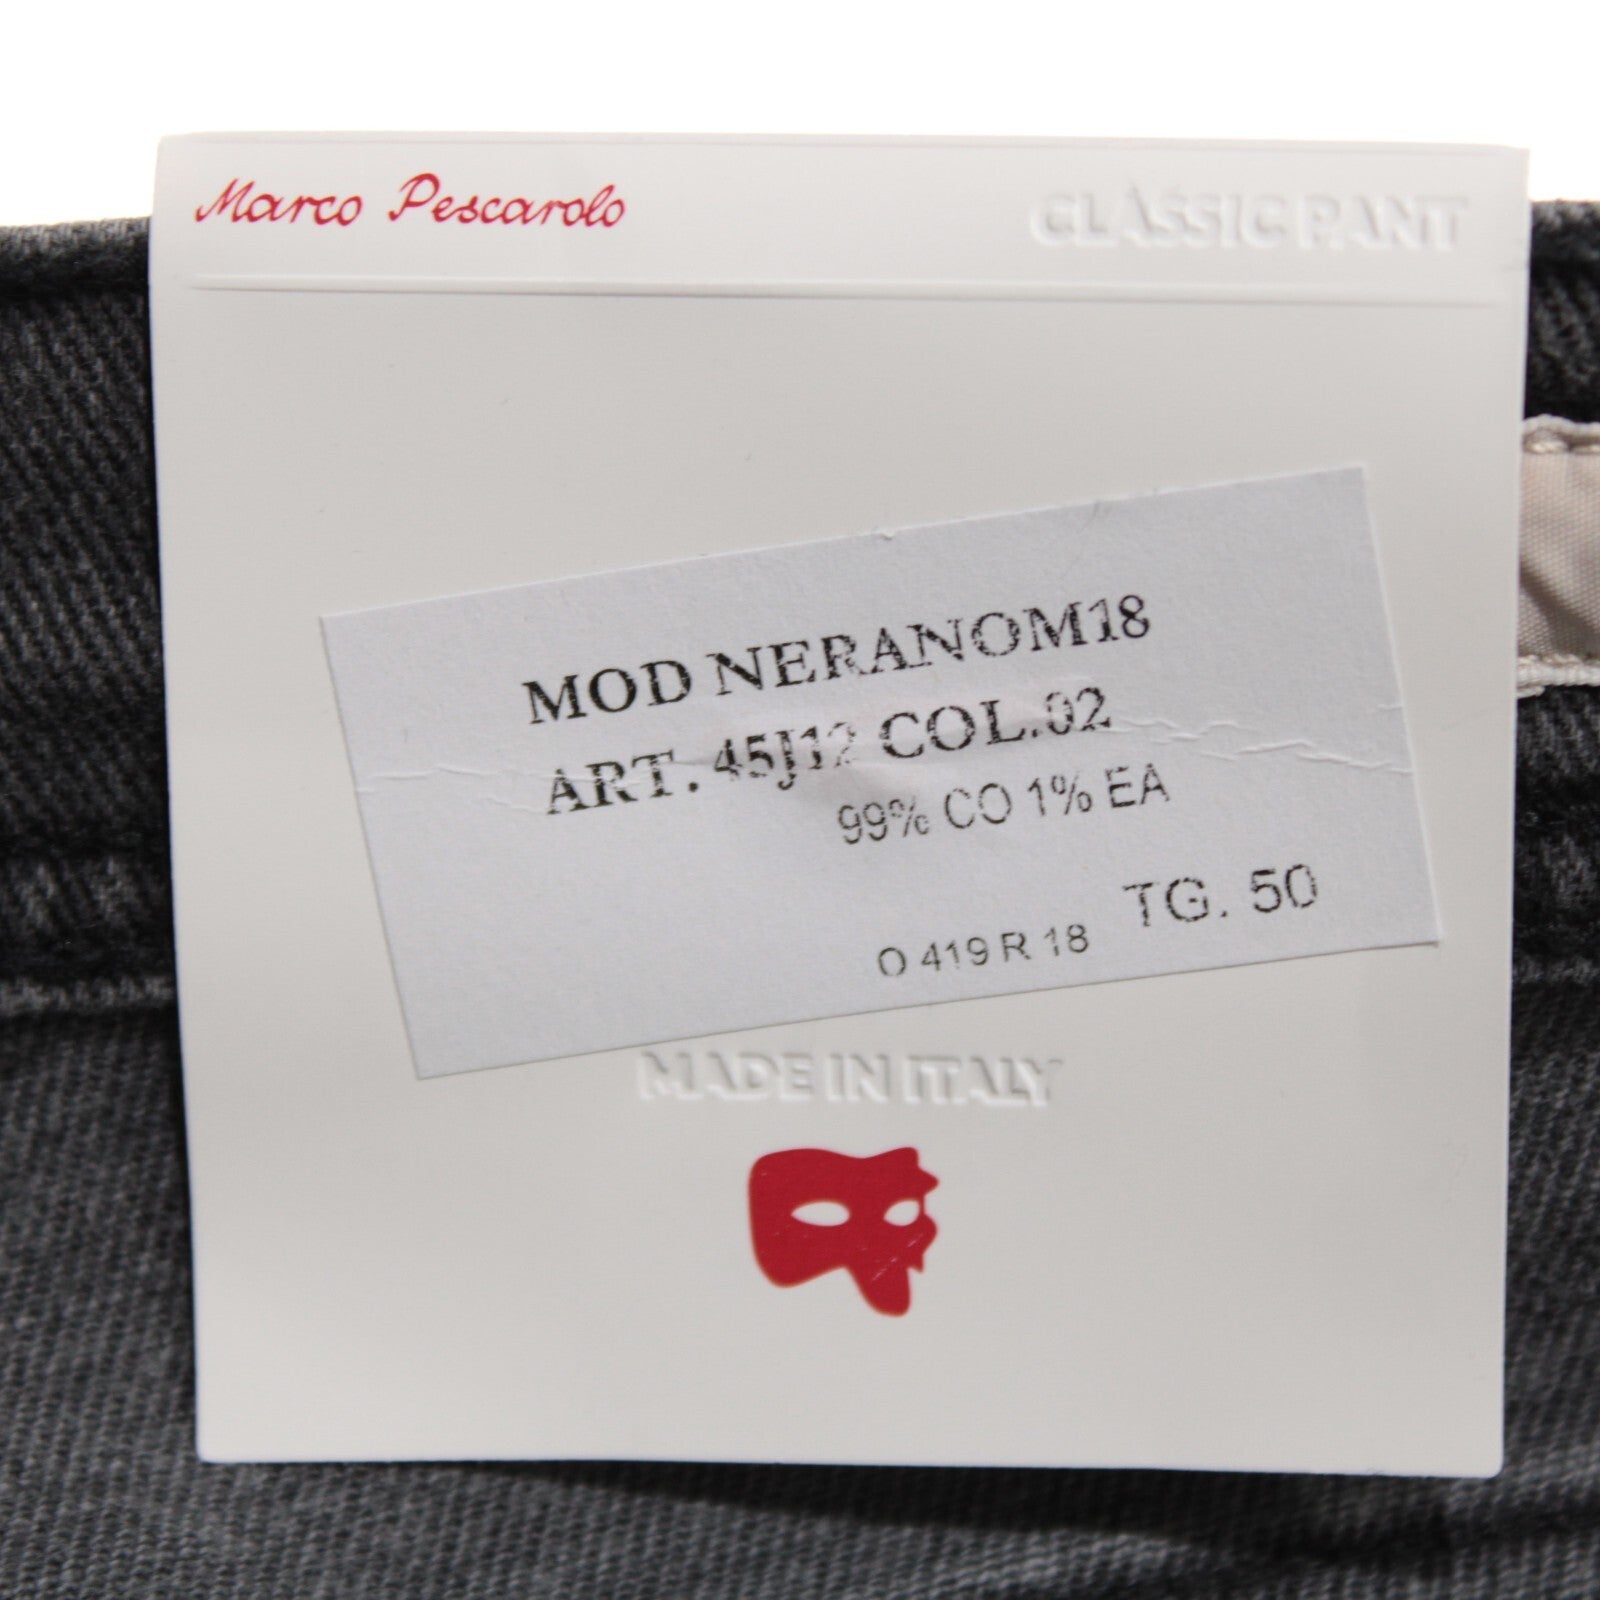 Marco Pescarolo
CLASSIC PANT
MOD NERANOM18
ART. 45J12 COL.02
99% CO 1% EA
TG. 50
O 419 R 18
MADE IN ITALY